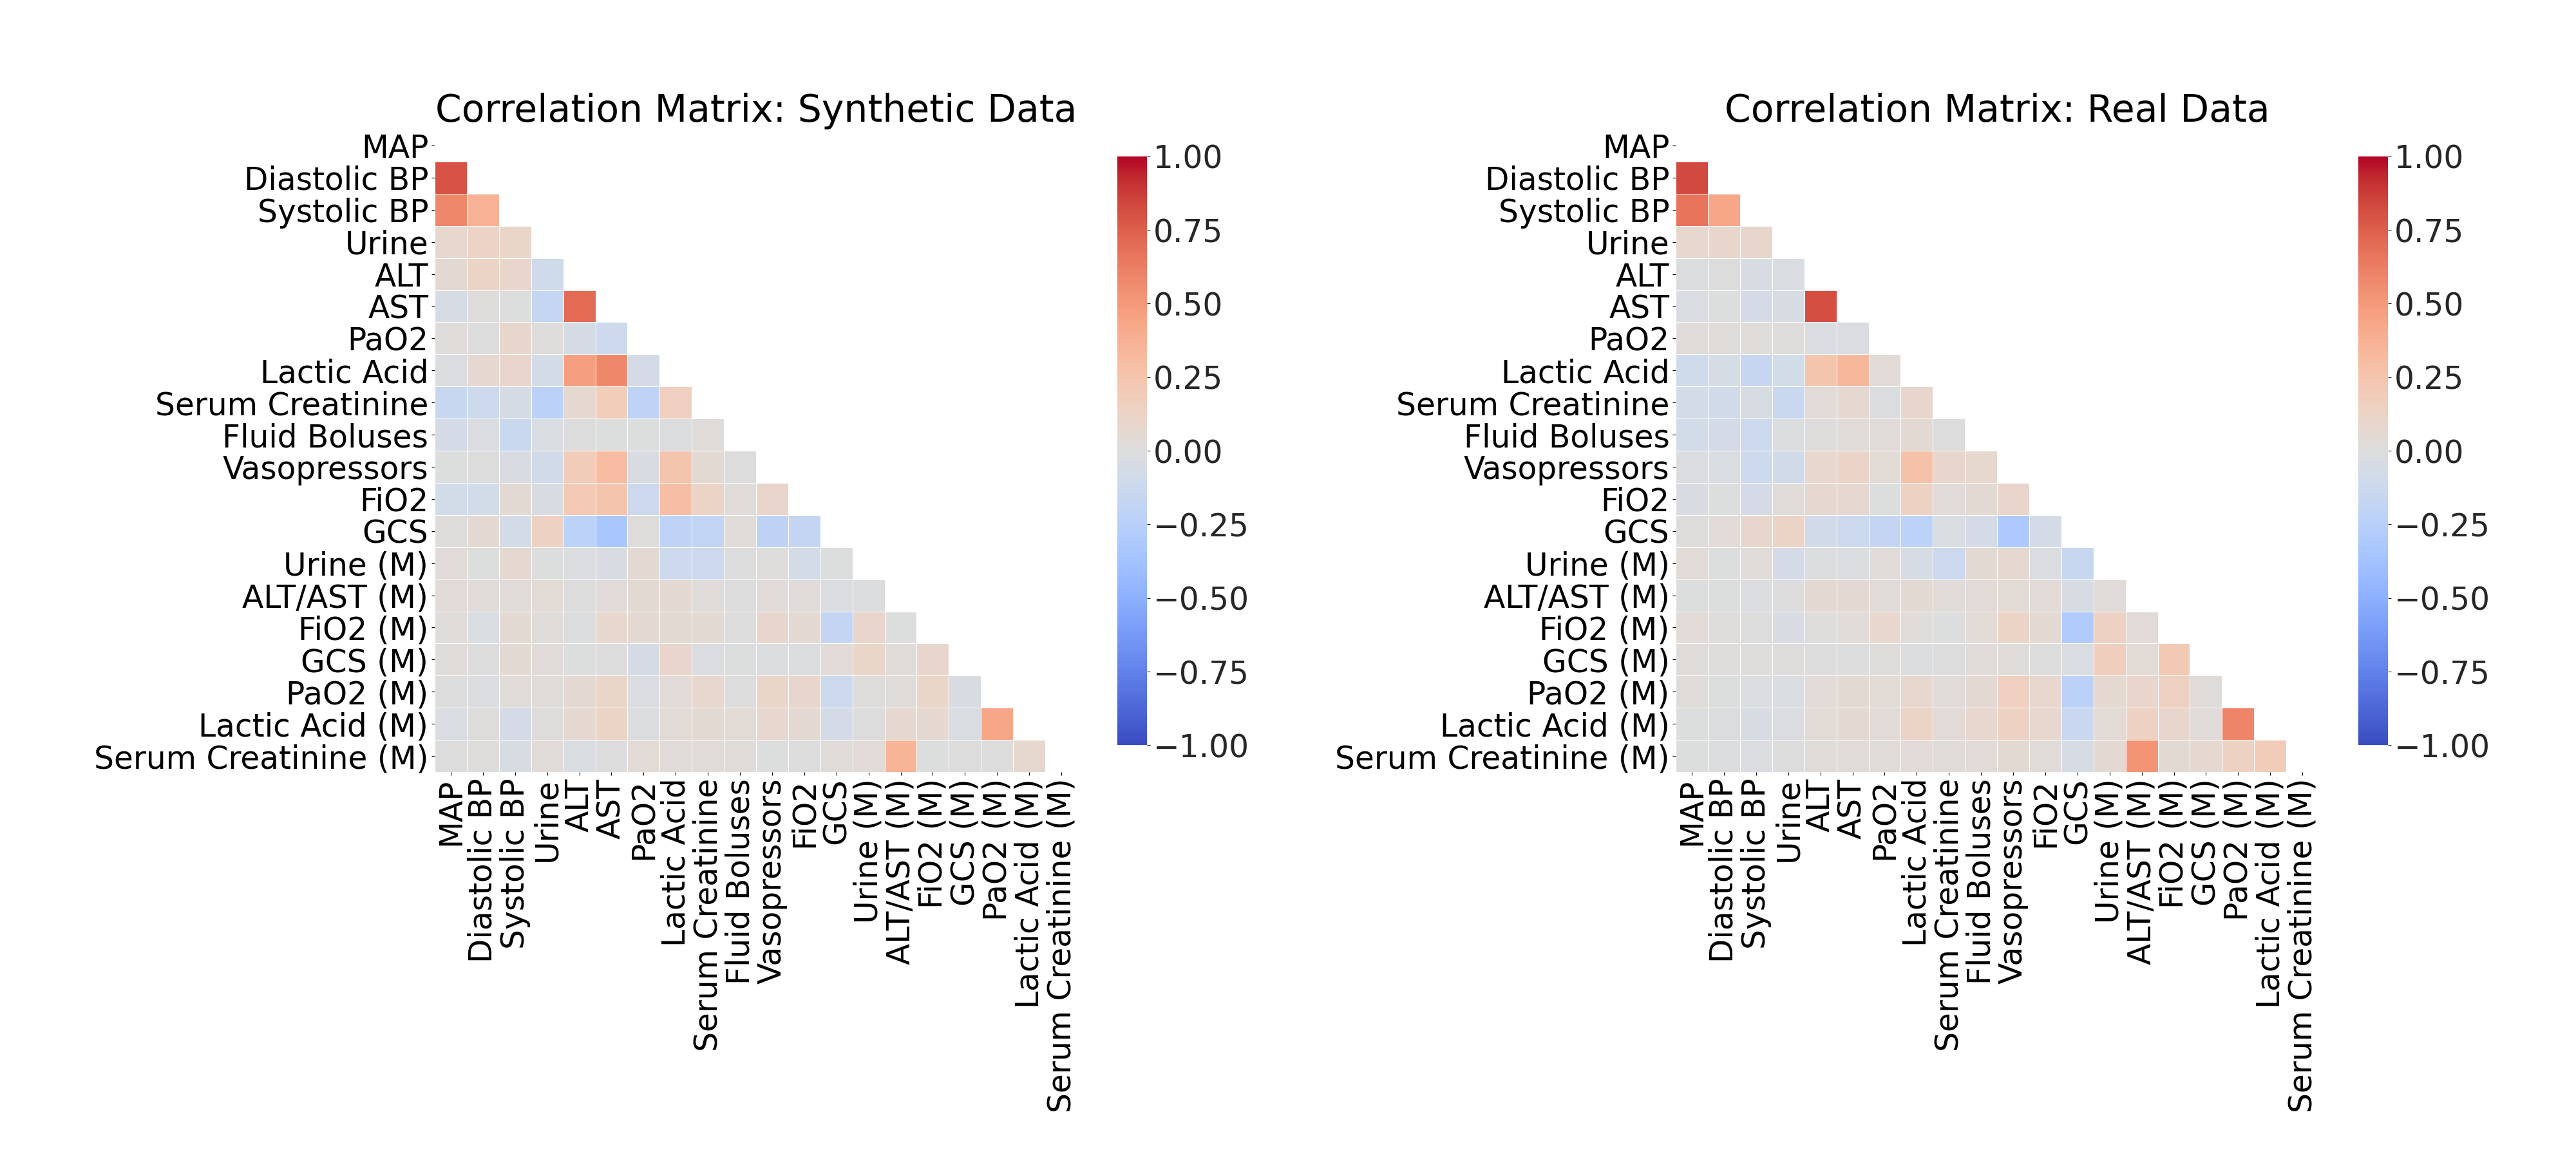 Correlation Matrix: Synthetic Data
MAP
Diastolic BP
Systolic BP
Urine
ALT
AST
PaO2
Lactic Acid
Serum Creatinine
Fluid Boluses
Vasopressors
FiO2
GCS
Urine (M)
ALT/AST (M)
FiO2 (M)
GCS (M)
PaO2 (M)
Lactic Acid (M)
Serum Creatinine (M)
MAP
Diastolic BP
Systolic BP
Urine
ALT
AST
PaO2
Lactic Acid
Serum Creatinine
Fluid Boluses
Vasopressors
FiO2
GCS
Urine (M)
ALT/AST (M)
FiO2 (M)
GCS (M)
PaO2 (M)
Lactic Acid (M)
Serum Creatinine (M)
1.00
0.75
0.50
0.25
0.00
−0.25
−0.50
−0.75
−1.00
Correlation Matrix: Real Data
MAP
Diastolic BP
Systolic BP
Urine
ALT
AST
PaO2
Lactic Acid
Serum Creatinine
Fluid Boluses
Vasopressors
FiO2
GCS
Urine (M)
ALT/AST (M)
FiO2 (M)
GCS (M)
PaO2 (M)
Lactic Acid (M)
Serum Creatinine (M)
MAP
Diastolic BP
Systolic BP
Urine
ALT
AST
PaO2
Lactic Acid
Serum Creatinine
Fluid Boluses
Vasopressors
FiO2
GCS
Urine (M)
ALT/AST (M)
FiO2 (M)
GCS (M)
PaO2 (M)
Lactic Acid (M)
Serum Creatinine (M)
1.00
0.75
0.50
0.25
0.00
−0.25
−0.50
−0.75
−1.00